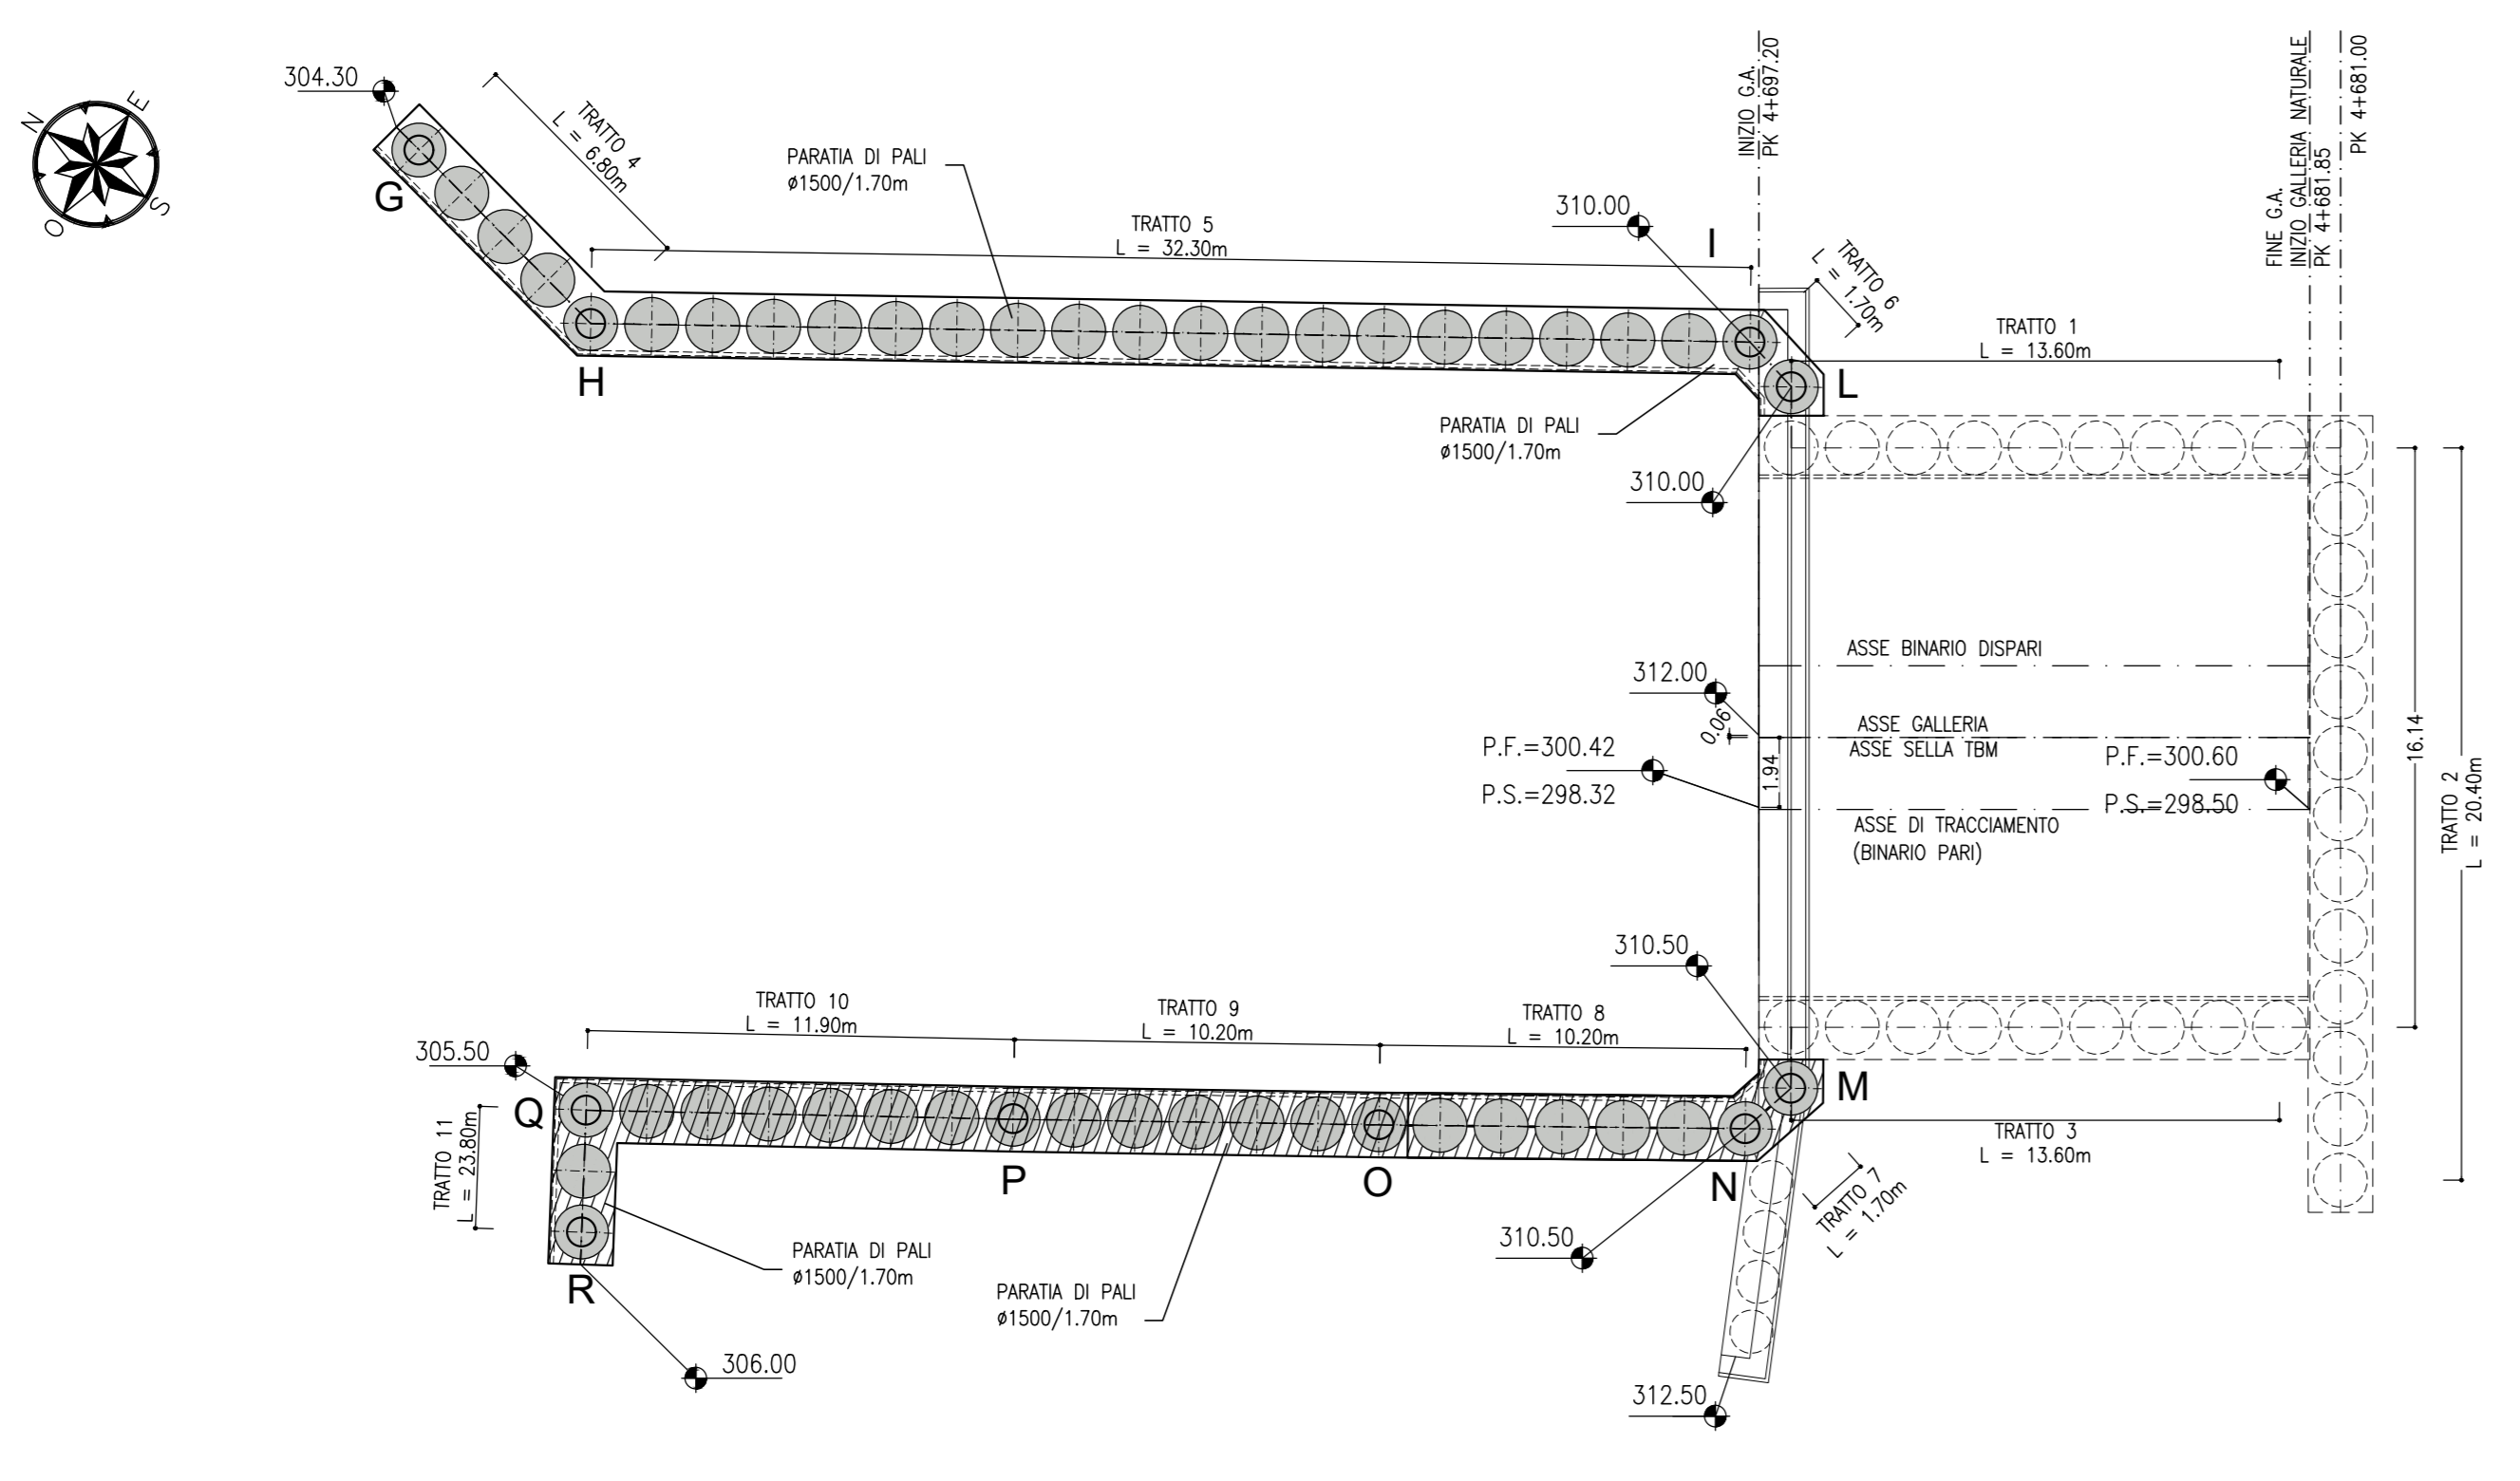 N
E
S
O
304.30
G
TRATTO 4
L = 6.80m
PARATIA DI PALI
ø1500/1.70m
TRATTO 5
L = 32.30m
310.00
I
INIZIO G.A.
PK 4+697.20
TRATTO 6
L = 1.70m
FINE G.A.
INIZIO GALLERIA NATURALE
PK 4+681.85
PK 4+681.00
TRATTO 1
L = 13.60m
H
L
PARATIA DI PALI
ø1500/1.70m
310.00
ASSE BINARIO DISPARI
312.00
0.06
ASSE GALLERIA
ASSE SELLA TBM
P.F.=300.42
P.S.=298.32
1.94
P.F.=300.60
P.S.=298.50
ASSE DI TRACCIAMENTO
(BINARIO PARI)
16.14
TRATTO 2
L = 20.40m
310.50
TRATTO 10
L = 11.90m
TRATTO 9
L = 10.20m
TRATTO 8
L = 10.20m
305.50
Q
M
TRATTO 11
L = 23.80m
P
O
N
TRATTO 3
L = 13.60m
TRATTO 7
L = 1.70m
310.50
PARATIA DI PALI
ø1500/1.70m
R
PARATIA DI PALI
ø1500/1.70m
306.00
312.50